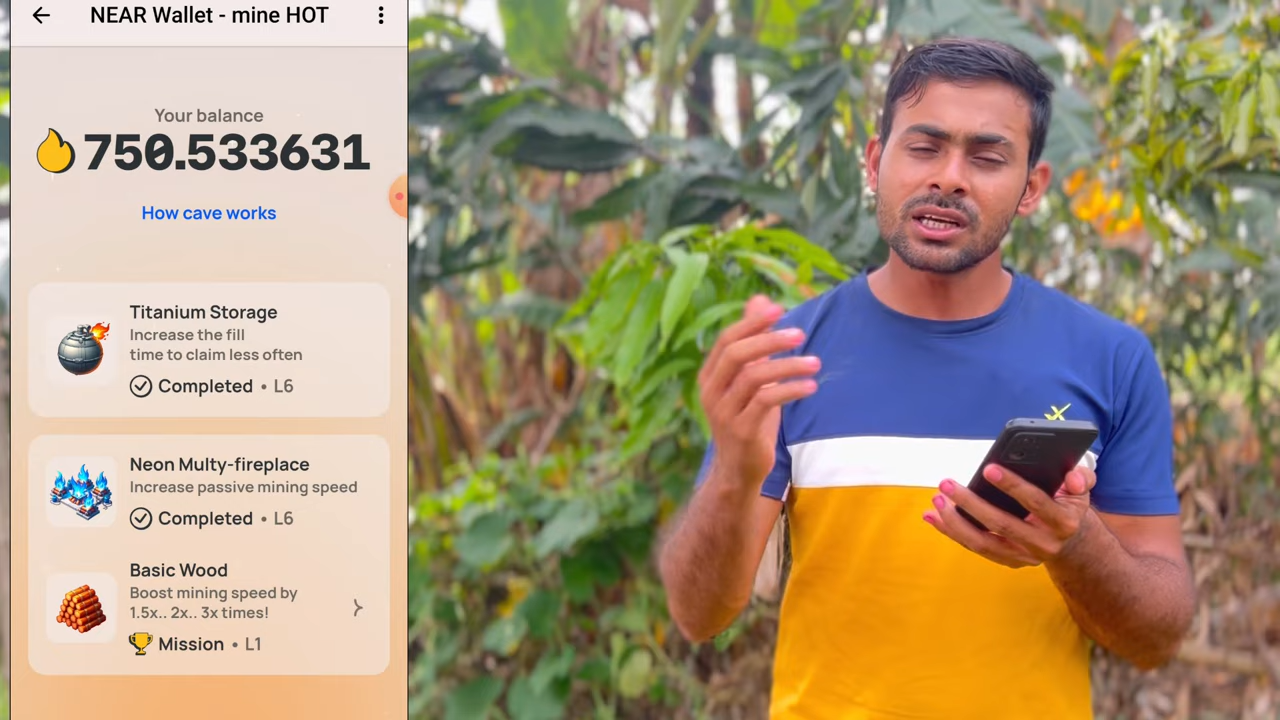 NEAR Wallet - mine HOT
Your balance
750.533631
How cave works
Titanium Storage
Increase the fill
time to claim less often
Completed • L6
Neon Multy-fireplace
Increase passive mining speed
Completed • L6
Basic Wood
Boost mining speed by
1.5x.. 2x.. 3x times!
Mission • L1